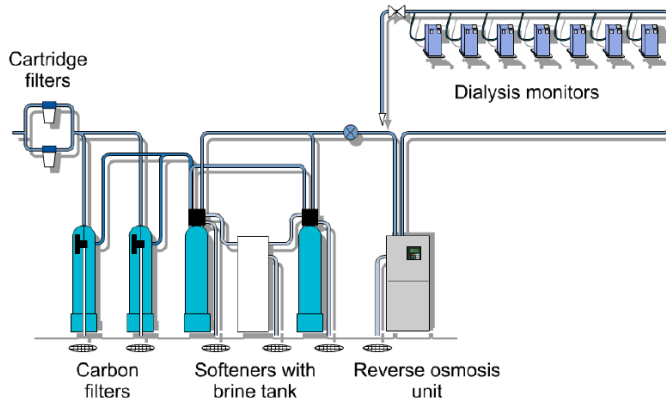 Cartridge
filters
Dialysis monitors
Carbon
filters
Softeners with
brine tank
Reverse osmosis
unit